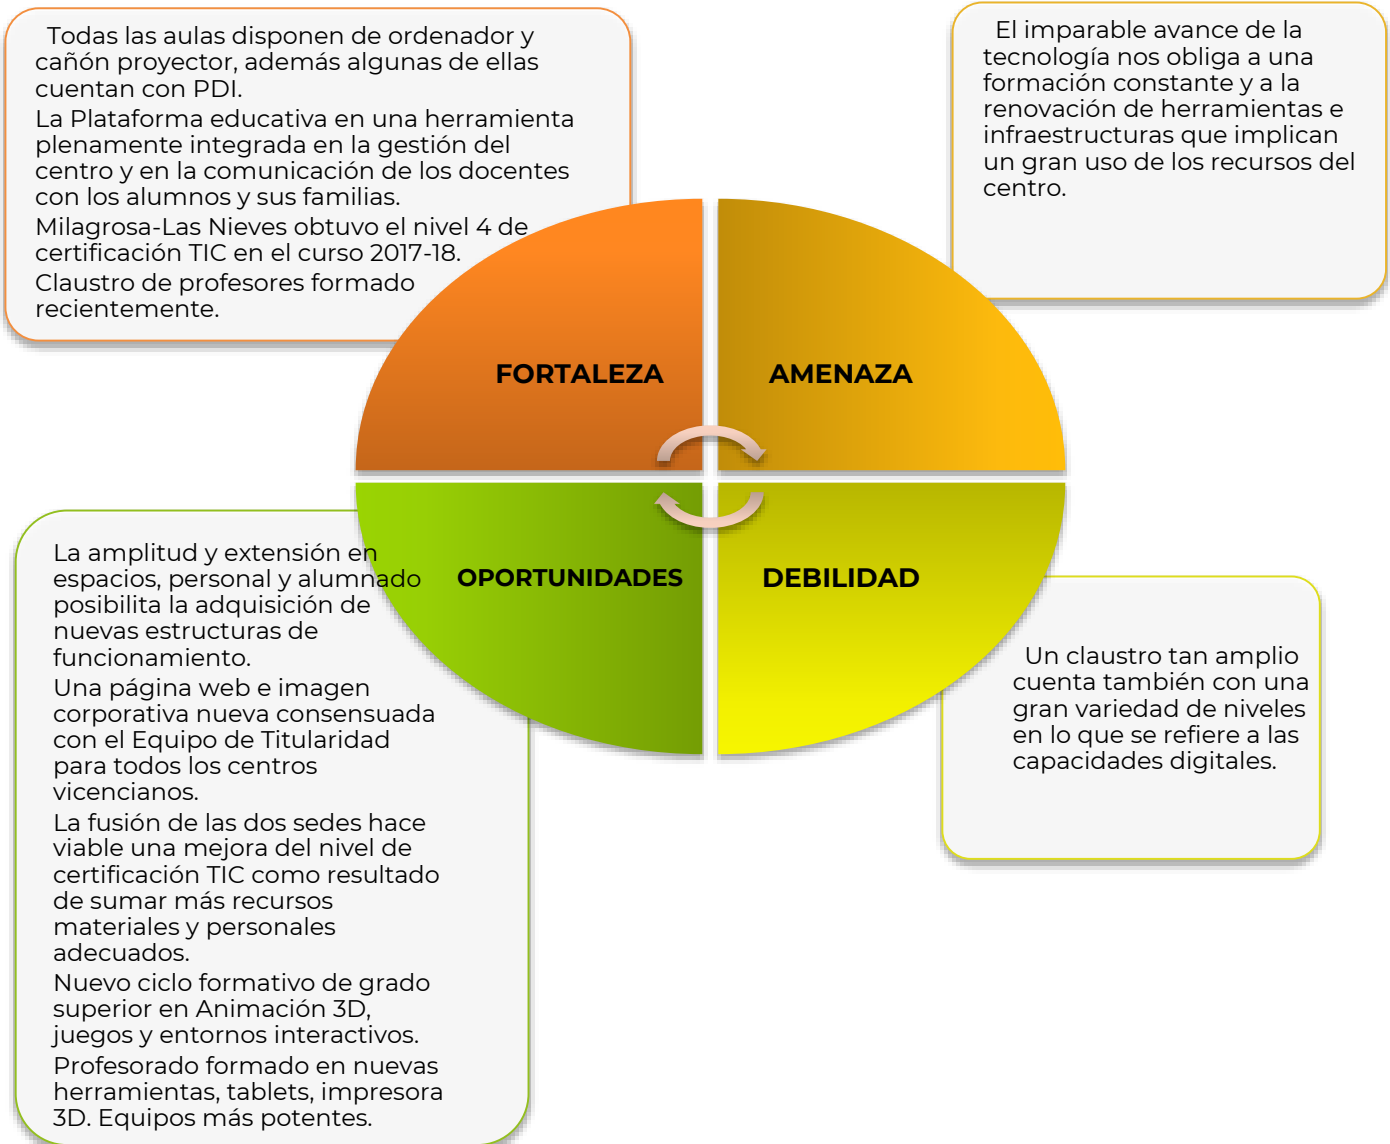 Todas las aulas disponen de ordenador y
cañón proyector, además algunas de ellas
cuentan con PDI.
La Plataforma educativa en una herramienta
plenamente integrada en la gestión del
centro y en la comunicación de los docentes
con los alumnos y sus familias.
Milagrosa-Las Nieves obtuvo el nivel 4 de
certificación TIC en el curso 2017-18.
Claustro de profesores formado
recientemente.
El imparable avance de la
tecnología nos obliga a una
formación constante y a la
renovación de herramientas e
infraestructuras que implican
un gran uso de los recursos del
centro.
FORTALEZA
AMENAZA
OPORTUNIDADES
DEBILIDAD
La amplitud y extensión en
espacios, personal y alumnado
posibilita la adquisición de
nuevas estructuras de
funcionamiento.
Una página web e imagen
corporativa nueva consensuada
con el Equipo de Titularidad
para todos los centros
vicencianos.
La fusión de las dos sedes hace
viable una mejora del nivel de
certificación TIC como resultado
de sumar más recursos
materiales y personales
adecuados.
Nuevo ciclo formativo de grado
superior en Animación 3D,
juegos y entornos interactivos.
Profesorado formado en nuevas
herramientas, tablets, impresora
3D. Equipos más potentes.
Un claustro tan amplio
cuenta también con una
gran variedad de niveles
en lo que se refiere a las
capacidades digitales.